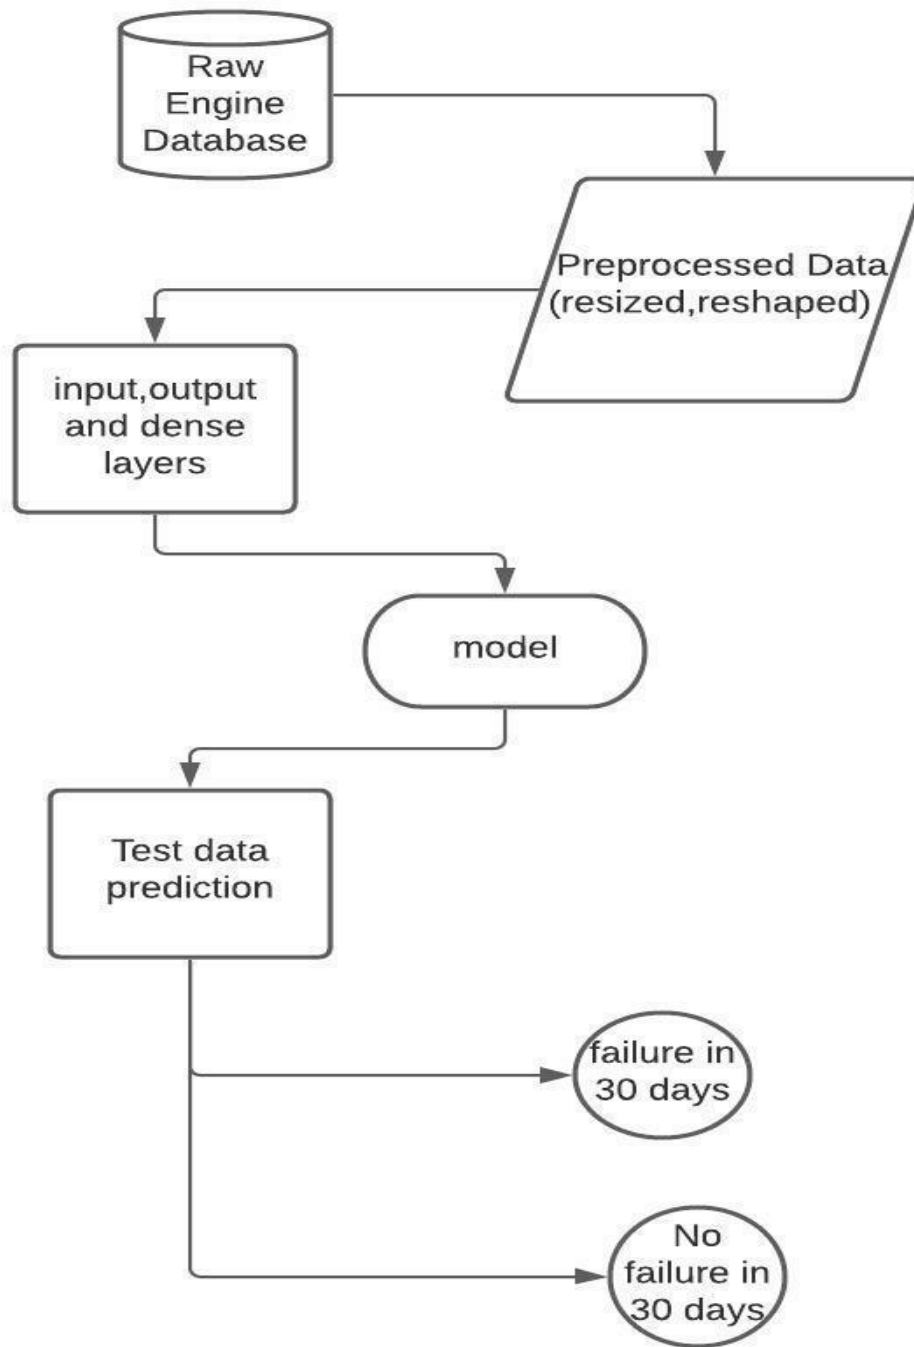 Raw
Engine
Database
Preprocessed Data
(resized,reshaped)
input,output
and dense
layers
model
Test data
prediction
failure in
30 days
No
failure in
30 days